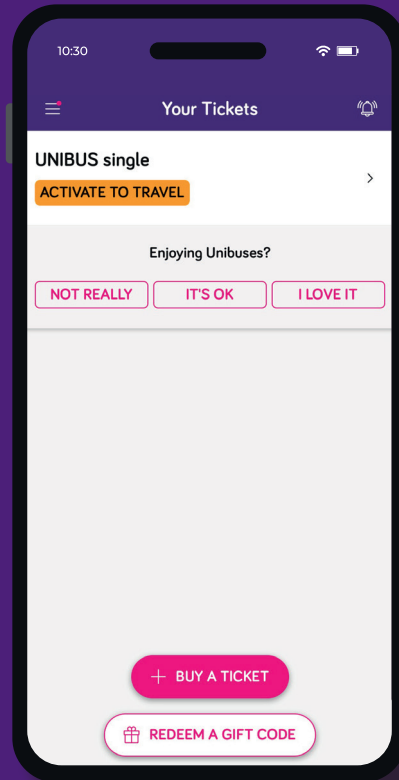 10:30
Your Tickets
UNIBUS single
ACTIVATE TO TRAVEL
Enjoying Unibuses?
NOT REALLY IT'S OK I LOVE IT
BUY A TICKET
REDEEM A GIFT CODE